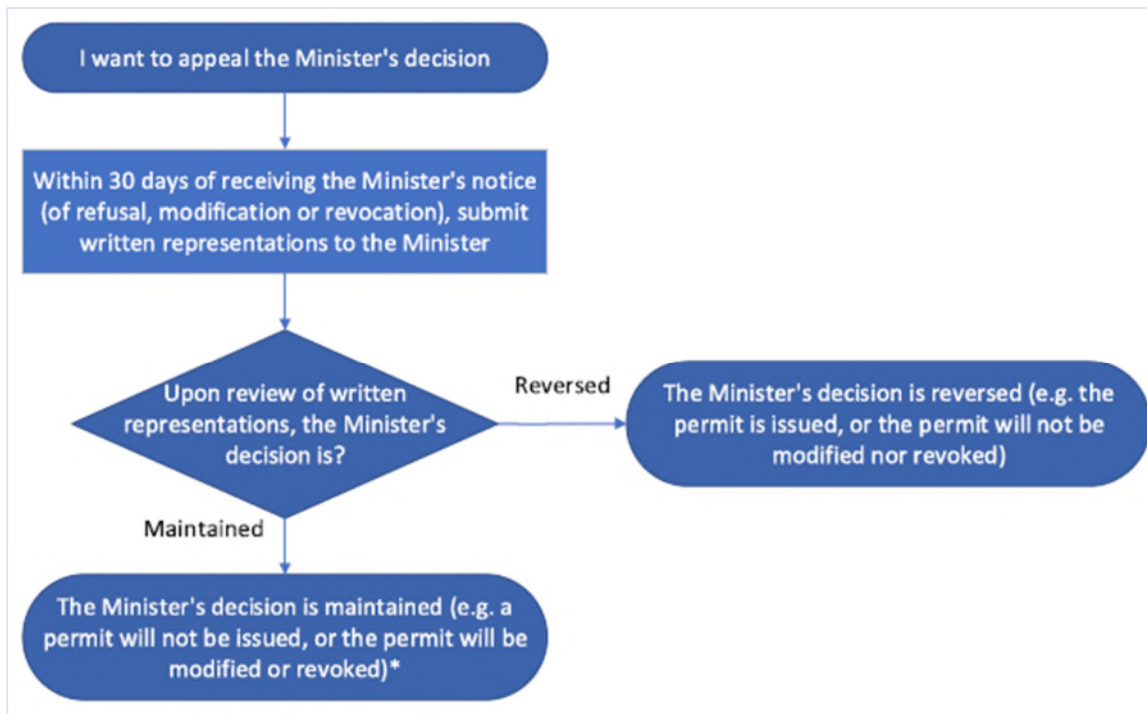 I want to appeal the Minister's decision
Within 30 days of receiving the Minister's notice
(of refusal, modification or revocation), submit
written representations to the Minister
Upon review of written
representations, the Minister's
decision is?
Reversed
The Minister's decision is reversed (e.g. the
permit is issued, or the permit will not be
modified nor revoked)
Maintained
The Minister's decision is maintained (e.g. a
permit will not be issued, or the permit will be
modified or revoked)*